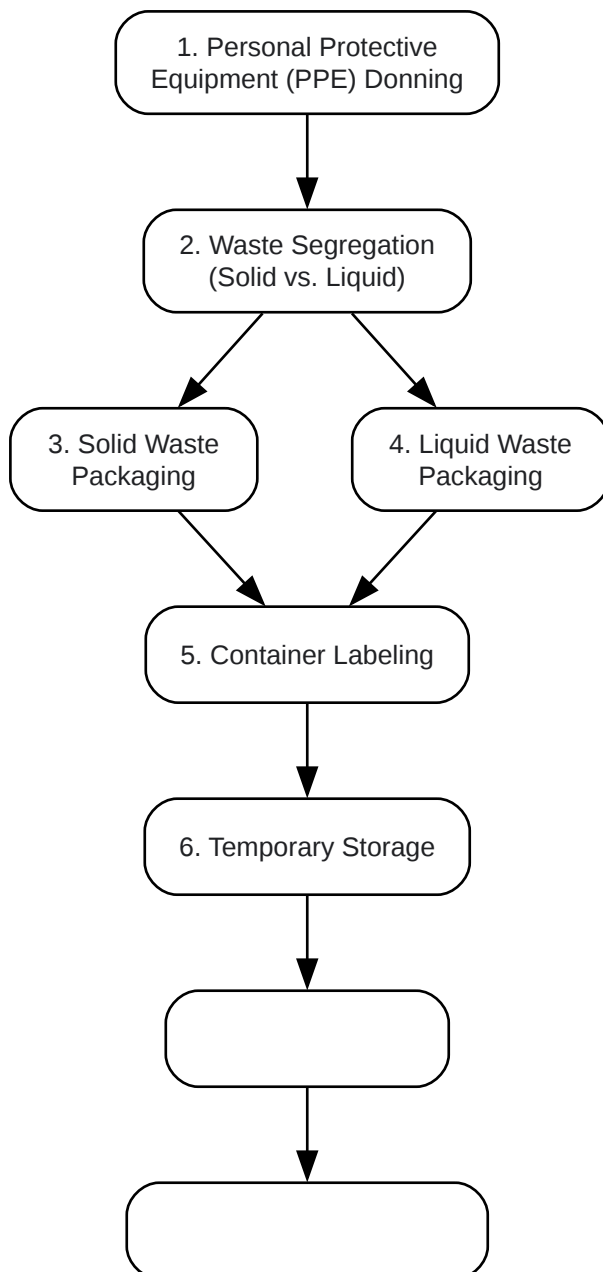 1. Personal Protective
Equipment (PPE) Donning
2. Waste Segregation
(Solid vs. Liquid)
3. Solid Waste
Packaging
4. Liquid Waste
Packaging
5. Container Labeling
6. Temporary Storage